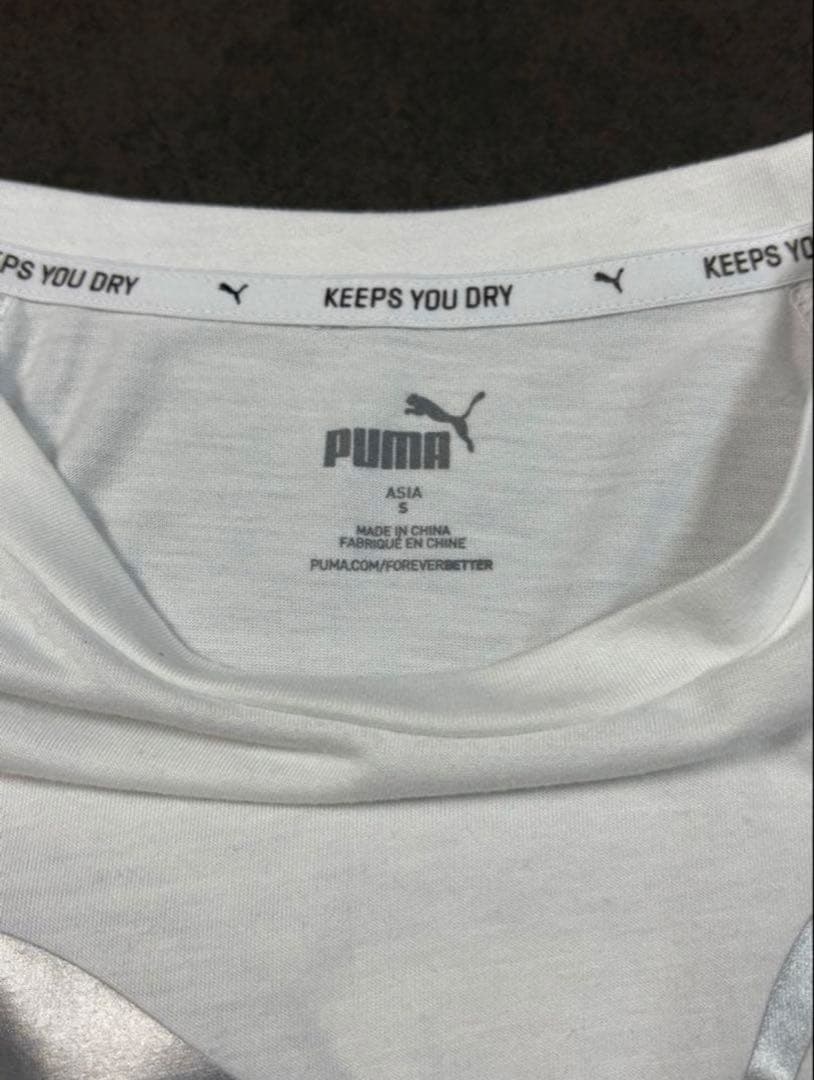 PS YOU DRY KEEPS YOU DRY KEEPS YO
PUMA
ASIA
S
MADE IN CHINA
FABRIQUÉ EN CHINE
PUMA.COM/FOREVERBETTER